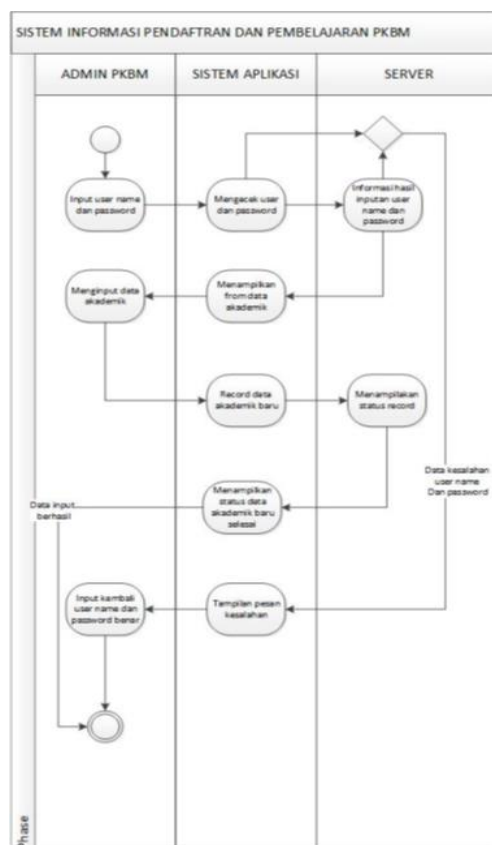 SISTEM INFORMASI PENDAFTRAN DAN PEMBELAJARAN PKBM
ADMIN PKBM
SISTEM APLIKASI
SERVER
Input user name
dan password
Mengecek user
dan password
Informasi hasil
inputan user
name dan
password
Menginput data
akademik
Menampilkan
from data
akademik
Record data
akademik baru
Menampilakan
status record
Data kesalahan
user name
Dan password
Data input
berhasil
Menampilkan
status data
akademik baru
selesai
Input kembali
user name dan
password benar
Tampilan pesan
kesalahan
Phase